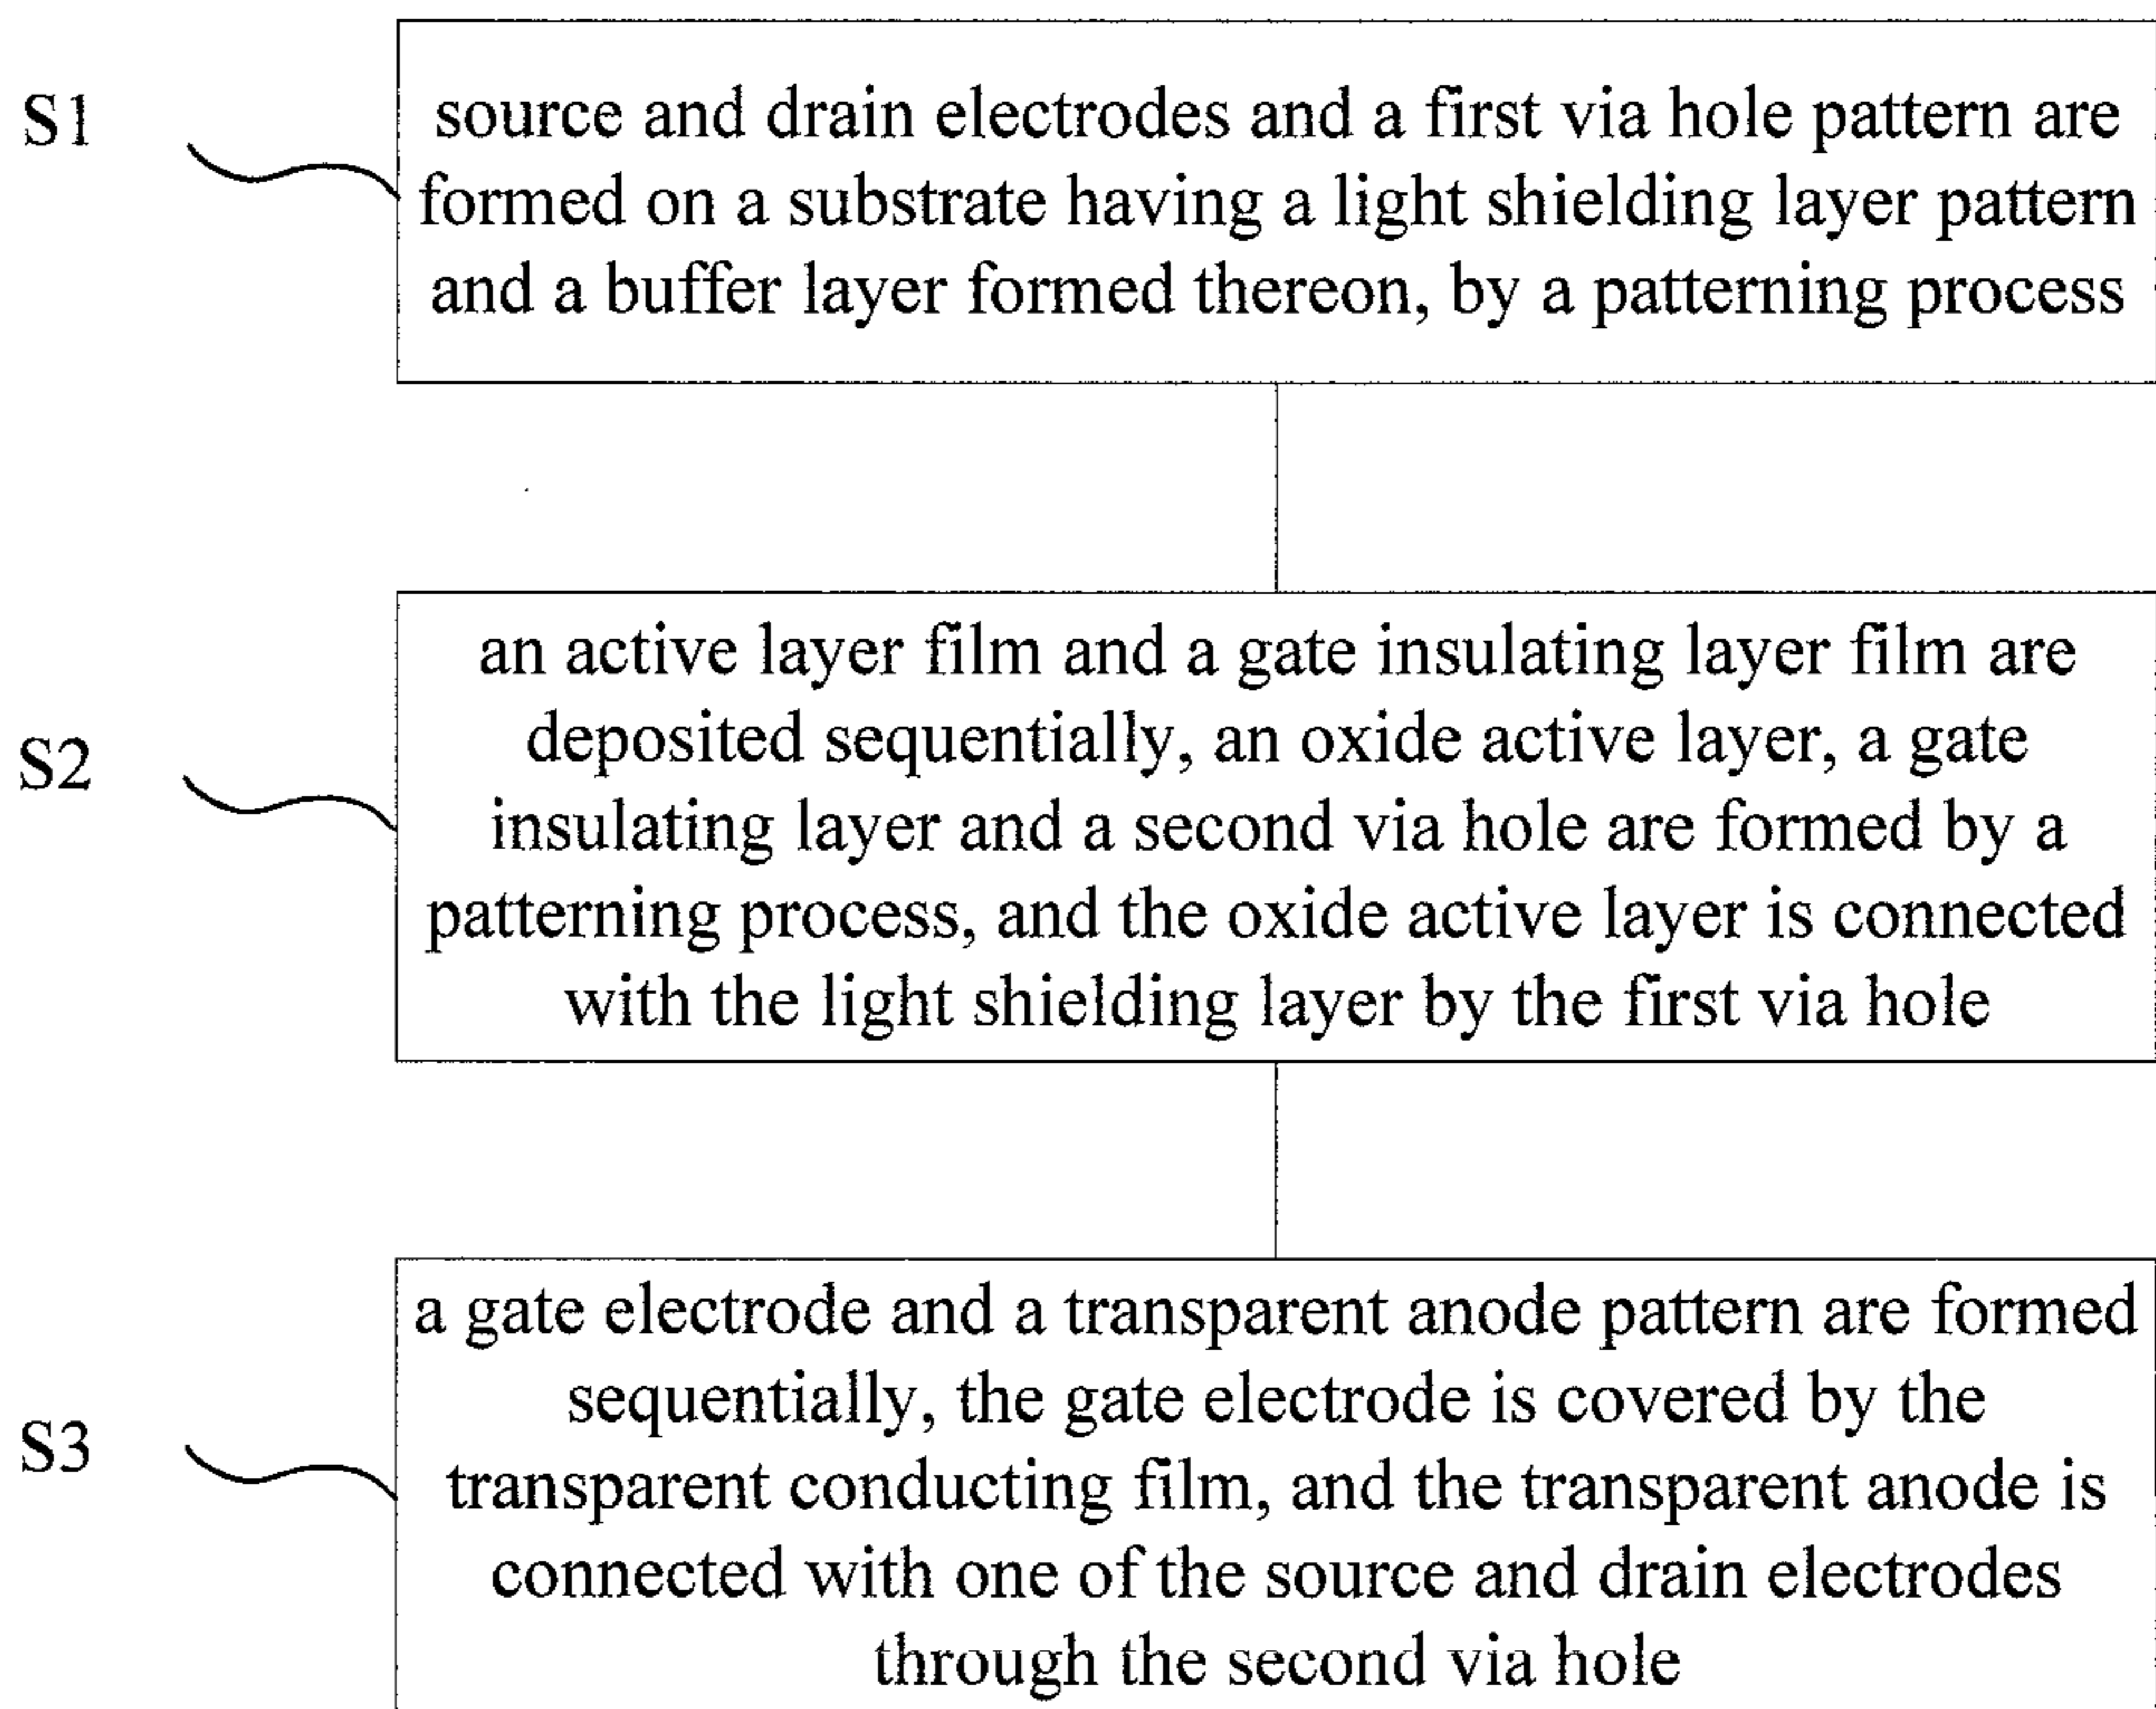 S1
source and drain electrodes and a first via hole pattern are
formed on a substrate having a light shielding layer pattern
and a buffer layer formed thereon, by a patterning process
S2
an active layer film and a gate insulating layer film are
deposited sequentially, an oxide active layer, a gate
insulating layer and a second via hole are formed by a
patterning process, and the oxide active layer is connected
with the light shielding layer by the first via hole
S3
a gate electrode and a transparent anode pattern are formed
sequentially, the gate electrode is covered by the
transparent conducting film, and the transparent anode is
connected with one of the source and drain electrodes
through the second via hole